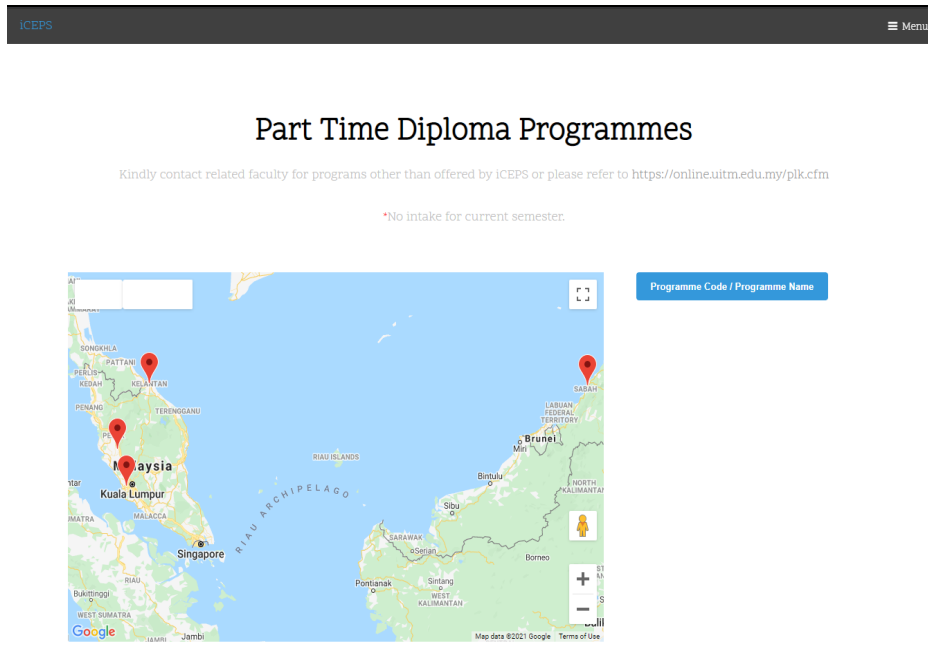 iCEPS
Menu
Part Time Diploma Programmes
Kindly contact related faculty for programs other than offered by iCEPS or please refer to https://online.uitm.edu.my/plk.cfm
*No intake for current semester.
Programme Code / Programme Name
SONGKHLA
PATTANI
PERLIS
KEDAH
KELANTAN
PENANG
TERENGGANU
Kuala Lumpur
MALACCA
Singapore
RIAU ISLANDS
RIAU ARCHIPELAGO
SABAH
LABUAN
FEDERAL
TERRITORY
Brunei
Miri
Bintulu
NORTH
KALIMANTAN
Sibu
SARAWAK
Serian
Borneo
Pontianak
Sintang
WEST
KALIMANTAN
RIAU
Bukittinggi
WEST SUMATRA
JAMBI
Jambi
Google
Map data ©2021 Google
Terms of Use